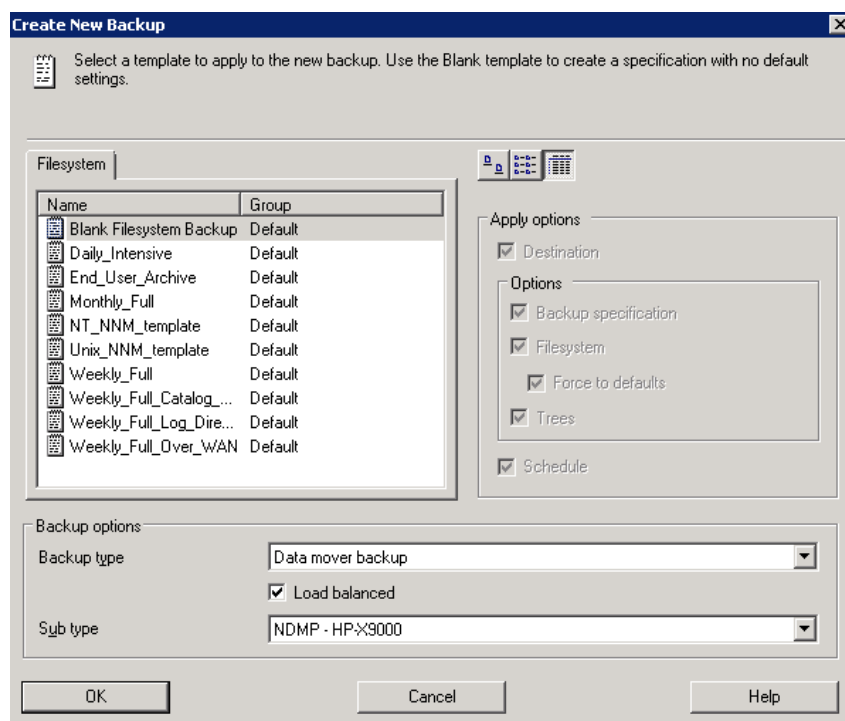 Create New Backup
Select a template to apply to the new backup. Use the Blank template to create a specification with no default
settings.
Filesystem
Name Group
Blank Filesystem Backup Default
Daily_Intensive Default
End_User_Archive Default
Monthly_Full Default
NT_NNM_template Default
Unix_NNM_template Default
Weekly_Full Default
Weekly_Full_Catalog_... Default
Weekly_Full_Log_Dire... Default
Weekly_Full_Over_WAN Default
Apply options
Destination
Options
Backup specification
Filesystem
Force to defaults
Trees
Schedule
Backup options
Backup type Data mover backup
Load balanced
Sub type NDMP - HP-X9000
OK Cancel Help